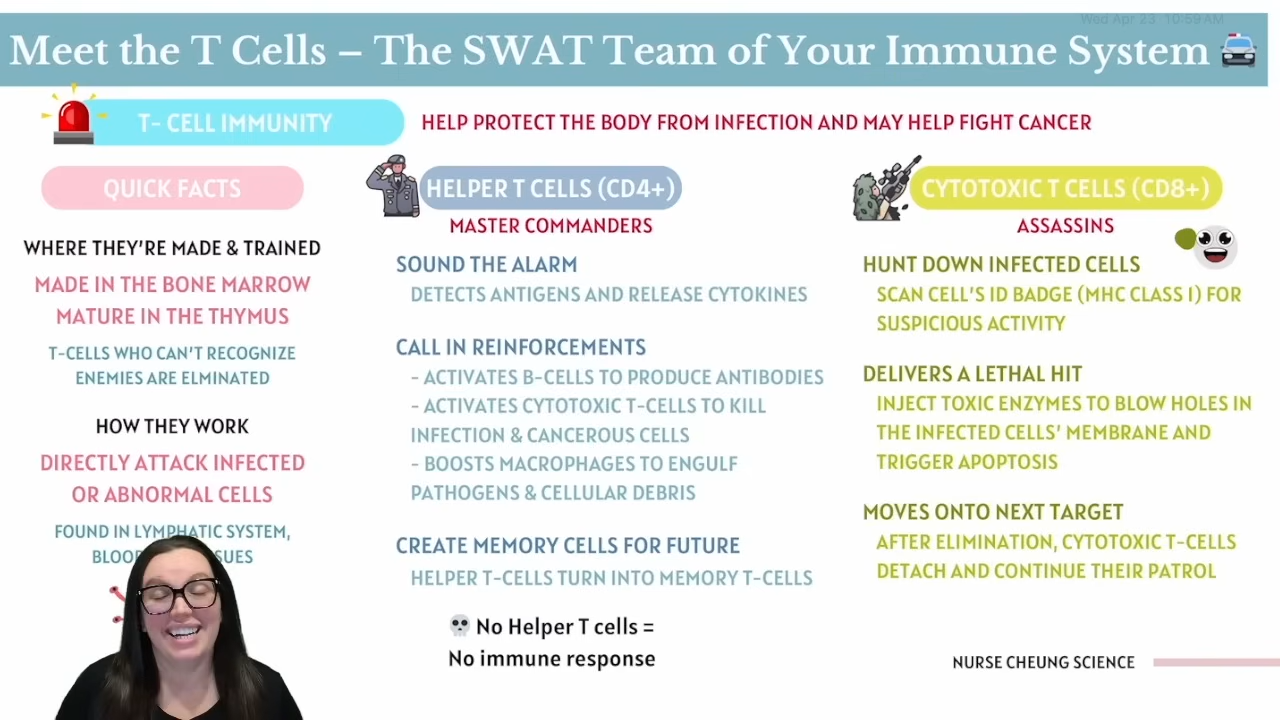 Wed Apr 23 10:59 AM
Meet the T Cells – The SWAT Team of Your Immune System
T- CELL IMMUNITY
HELP PROTECT THE BODY FROM INFECTION AND MAY HELP FIGHT CANCER
QUICK FACTS
WHERE THEY'RE MADE & TRAINED
MADE IN THE BONE MARROW
MATURE IN THE THYMUS
T-CELLS WHO CAN'T RECOGNIZE
ENEMIES ARE ELMINATED
HOW THEY WORK
DIRECTLY ATTACK INFECTED
OR ABNORMAL CELLS
FOUND IN LYMPHATIC SYSTEM,
HELPER T CELLS (CD4+)
MASTER COMMANDERS
SOUND THE ALARM
DETECTS ANTIGENS AND RELEASE CYTOKINES
CALL IN REINFORCEMENTS
- ACTIVATES B-CELLS TO PRODUCE ANTIBODIES
- ACTIVATES CYTOTOXIC T-CELLS TO KILL
INFECTION & CANCEROUS CELLS
- BOOSTS MACROPHAGES TO ENGULF
PATHOGENS & CELLULAR DEBRIS
CREATE MEMORY CELLS FOR FUTURE
HELPER T-CELLS TURN INTO MEMORY T-CELLS
No Helper T cells =
No immune response
CYTOTOXIC T CELLS (CD8+)
ASSASSINS
HUNT DOWN INFECTED CELLS
SCAN CELL'S ID BADGE (MHC CLASS I) FOR
SUSPICIOUS ACTIVITY
DELIVERS A LETHAL HIT
INJECT TOXIC ENZYMES TO BLOW HOLES IN
THE INFECTED CELLS' MEMBRANE AND
TRIGGER APOPTOSIS
MOVES ONTO NEXT TARGET
AFTER ELIMINATION, CYTOTOXIC T-CELLS
DETACH AND CONTINUE THEIR PATROL
NURSE CHEUNG SCIENCE